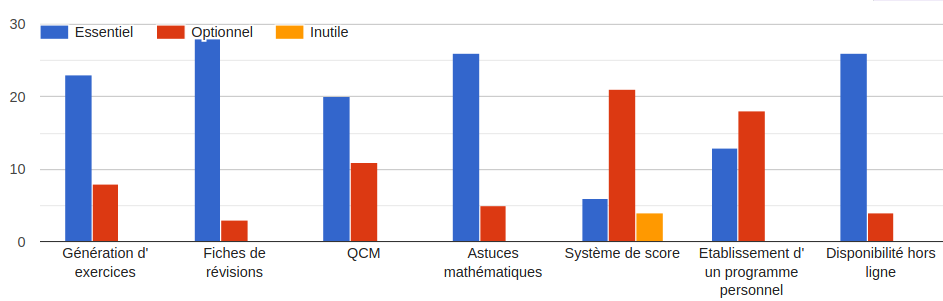 30
Essentiel
Optionnel
Inutile
20
10
0
Génération d'
exercices
Fiches de
révisions
QCM
Astuces
mathématiques
Système de score
Etablissement d'
un programme
personnel
Disponibilité hors
ligne